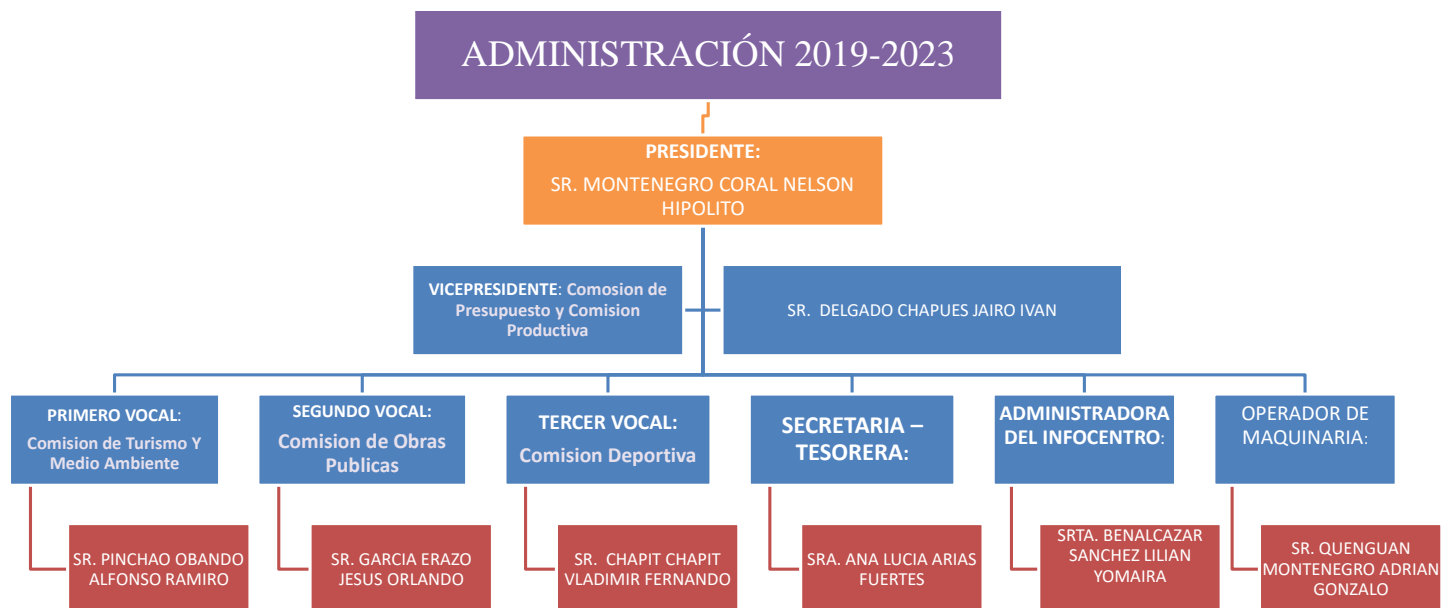 ADMINISTRACIÓN 2019-2023
PRESIDENTE:
SR. MONTENEGRO CORAL NELSON
HIPOLITO
VICEPRESIDENTE: Comosion de
Presupuesto y Comision
Productiva
SR. DELGADO CHAPUES JAIRO IVAN
PRIMERO VOCAL:
Comision de Turismo Y
Medio Ambiente
SR. PINCHAO OBANDO
ALFONSO RAMIRO
SEGUNDO VOCAL:
Comision de Obras
Publicas
SR. GARCIA ERAZO
JESUS ORLANDO
TERCER VOCAL:
Comision Deportiva
SR. CHAPIT CHAPIT
VLADIMIR FERNANDO
SECRETARIA –
TESORERA:
SRA. ANA LUCIA ARIAS
FUERTES
ADMINISTRADORA
DEL INFOCENTRO:
SRTA. BENALCAZAR
SANCHEZ LILIAN
YOMAIRA
OPERADOR DE
MAQUINARIA:
SR. QUENGUAN
MONTENEGRO ADRIAN
GONZALO